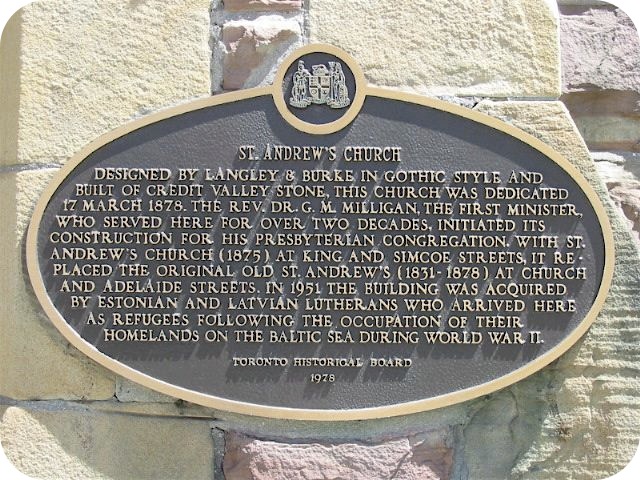 ST. ANDREW'S CHURCH
DESIGNED BY LANGLEY & BURKE IN GOTHIC STYLE AND
BUILT OF CREDIT VALLEY STONE, THIS CHURCH WAS DEDICATED
17 MARCH 1878. THE REV. DR. G. M. MILLIGAN, THE FIRST MINISTER,
WHO SERVED HERE FOR OVER TWO DECADES, INITIATED ITS
CONSTRUCTION FOR HIS PRESBYTERIAN CONGREGATION. WITH ST.
ANDREW'S CHURCH (1875) AT KING AND SIMCOE STREETS, IT RE-
PLACED THE ORIGINAL OLD ST. ANDREW'S (1831-1878) AT CHURCH
AND ADELAIDE STREETS. IN 1951 THE BUILDING WAS ACQUIRED
BY ESTONIAN AND LATVIAN LUTHERANS WHO ARRIVED HERE
AS REFUGEES FOLLOWING THE OCCUPATION OF THEIR
HOMELANDS ON THE BALTIC SEA DURING WORLD WAR II.
TORONTO HISTORICAL BOARD
1978